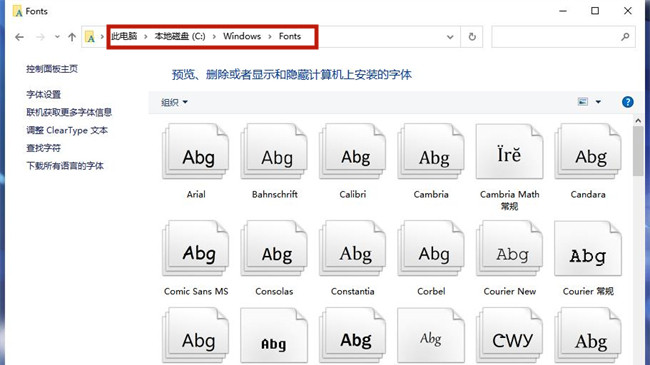 Fonts
此电脑 > 本地磁盘 (C:) > Windows > Fonts
控制面板主页
字体设置
联机获取更多字体信息
调整 ClearType 文本
查找字符
下载所有语言的字体
预览、删除或者显示和隐藏计算机上安装的字体
组织
?
Abg Abg Abg Abg Ïrĕ Abg
Arial Bahnschrift Calibri Cambria Cambria Math 常规 Candara
Abg Abg Abg Abg Abg Abg
Comic Sans MS Consolas Constantia Corbel Courier New Courier 常规
Abg Abg Abg Abg CWY Abg